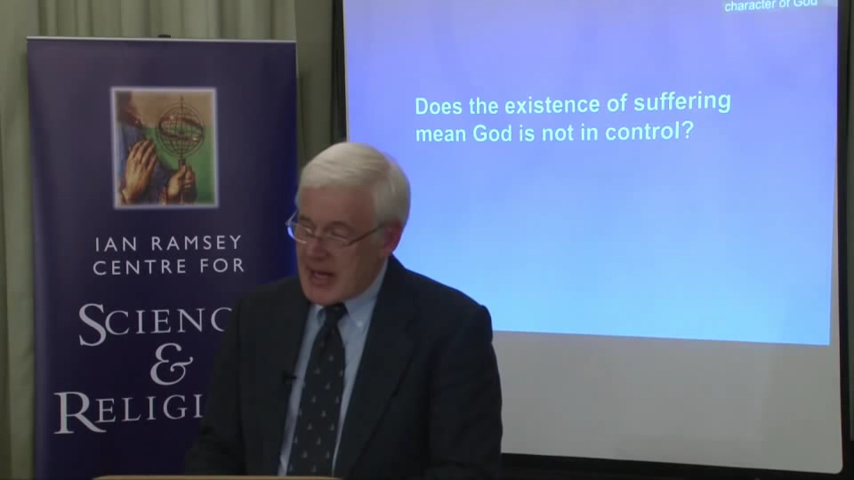 IAN RAMSEY
CENTRE FOR
SCIENC
&
RELIGI
character of God
Does the existence of suffering
mean God is not in control?